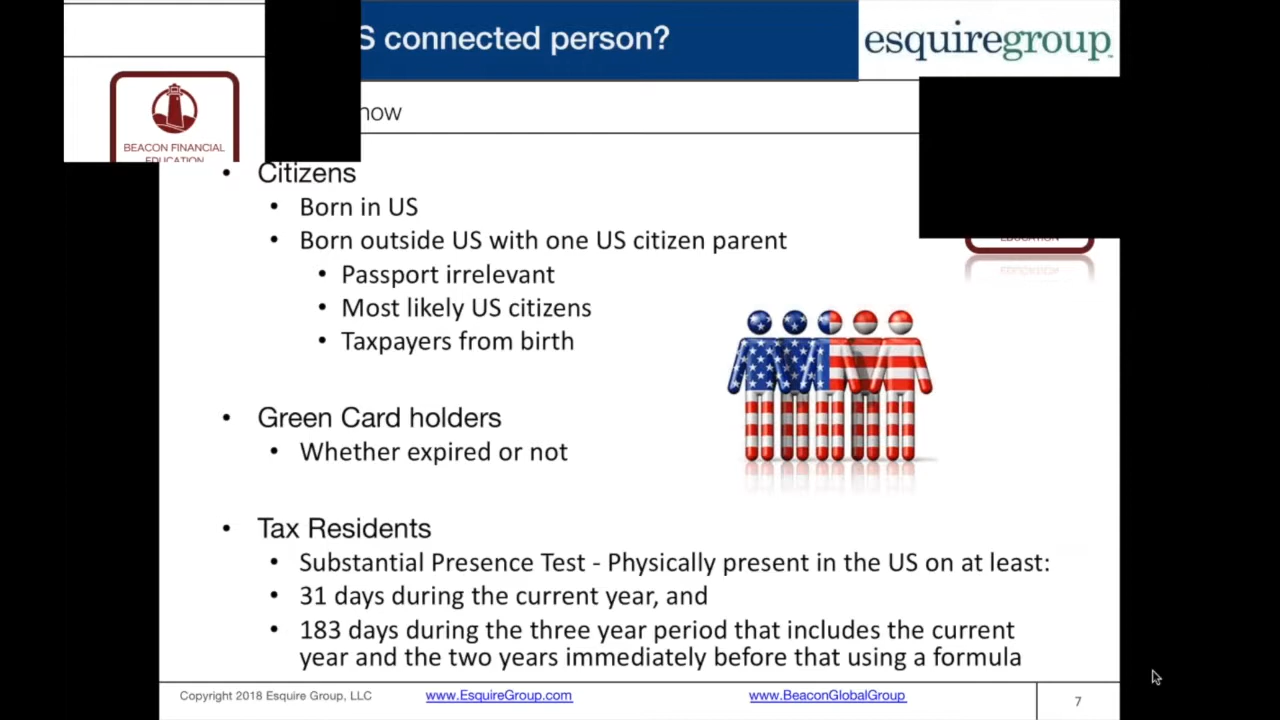 S connected person?
esquiregroup
BEACON FINANCIAL
EDUCATION
now
Citizens
• Born in US
• Born outside US with one US citizen parent
• Passport irrelevant
• Most likely US citizens
• Taxpayers from birth
EDUCATION
• Green Card holders
• Whether expired or not
• Tax Residents
• Substantial Presence Test - Physically present in the US on at least:
• 31 days during the current year, and
• 183 days during the three year period that includes the current
year and the two years immediately before that using a formula
Copyright 2018 Esquire Group, LLC
www.EsquireGroup.com
www.BeaconGlobalGroup
7